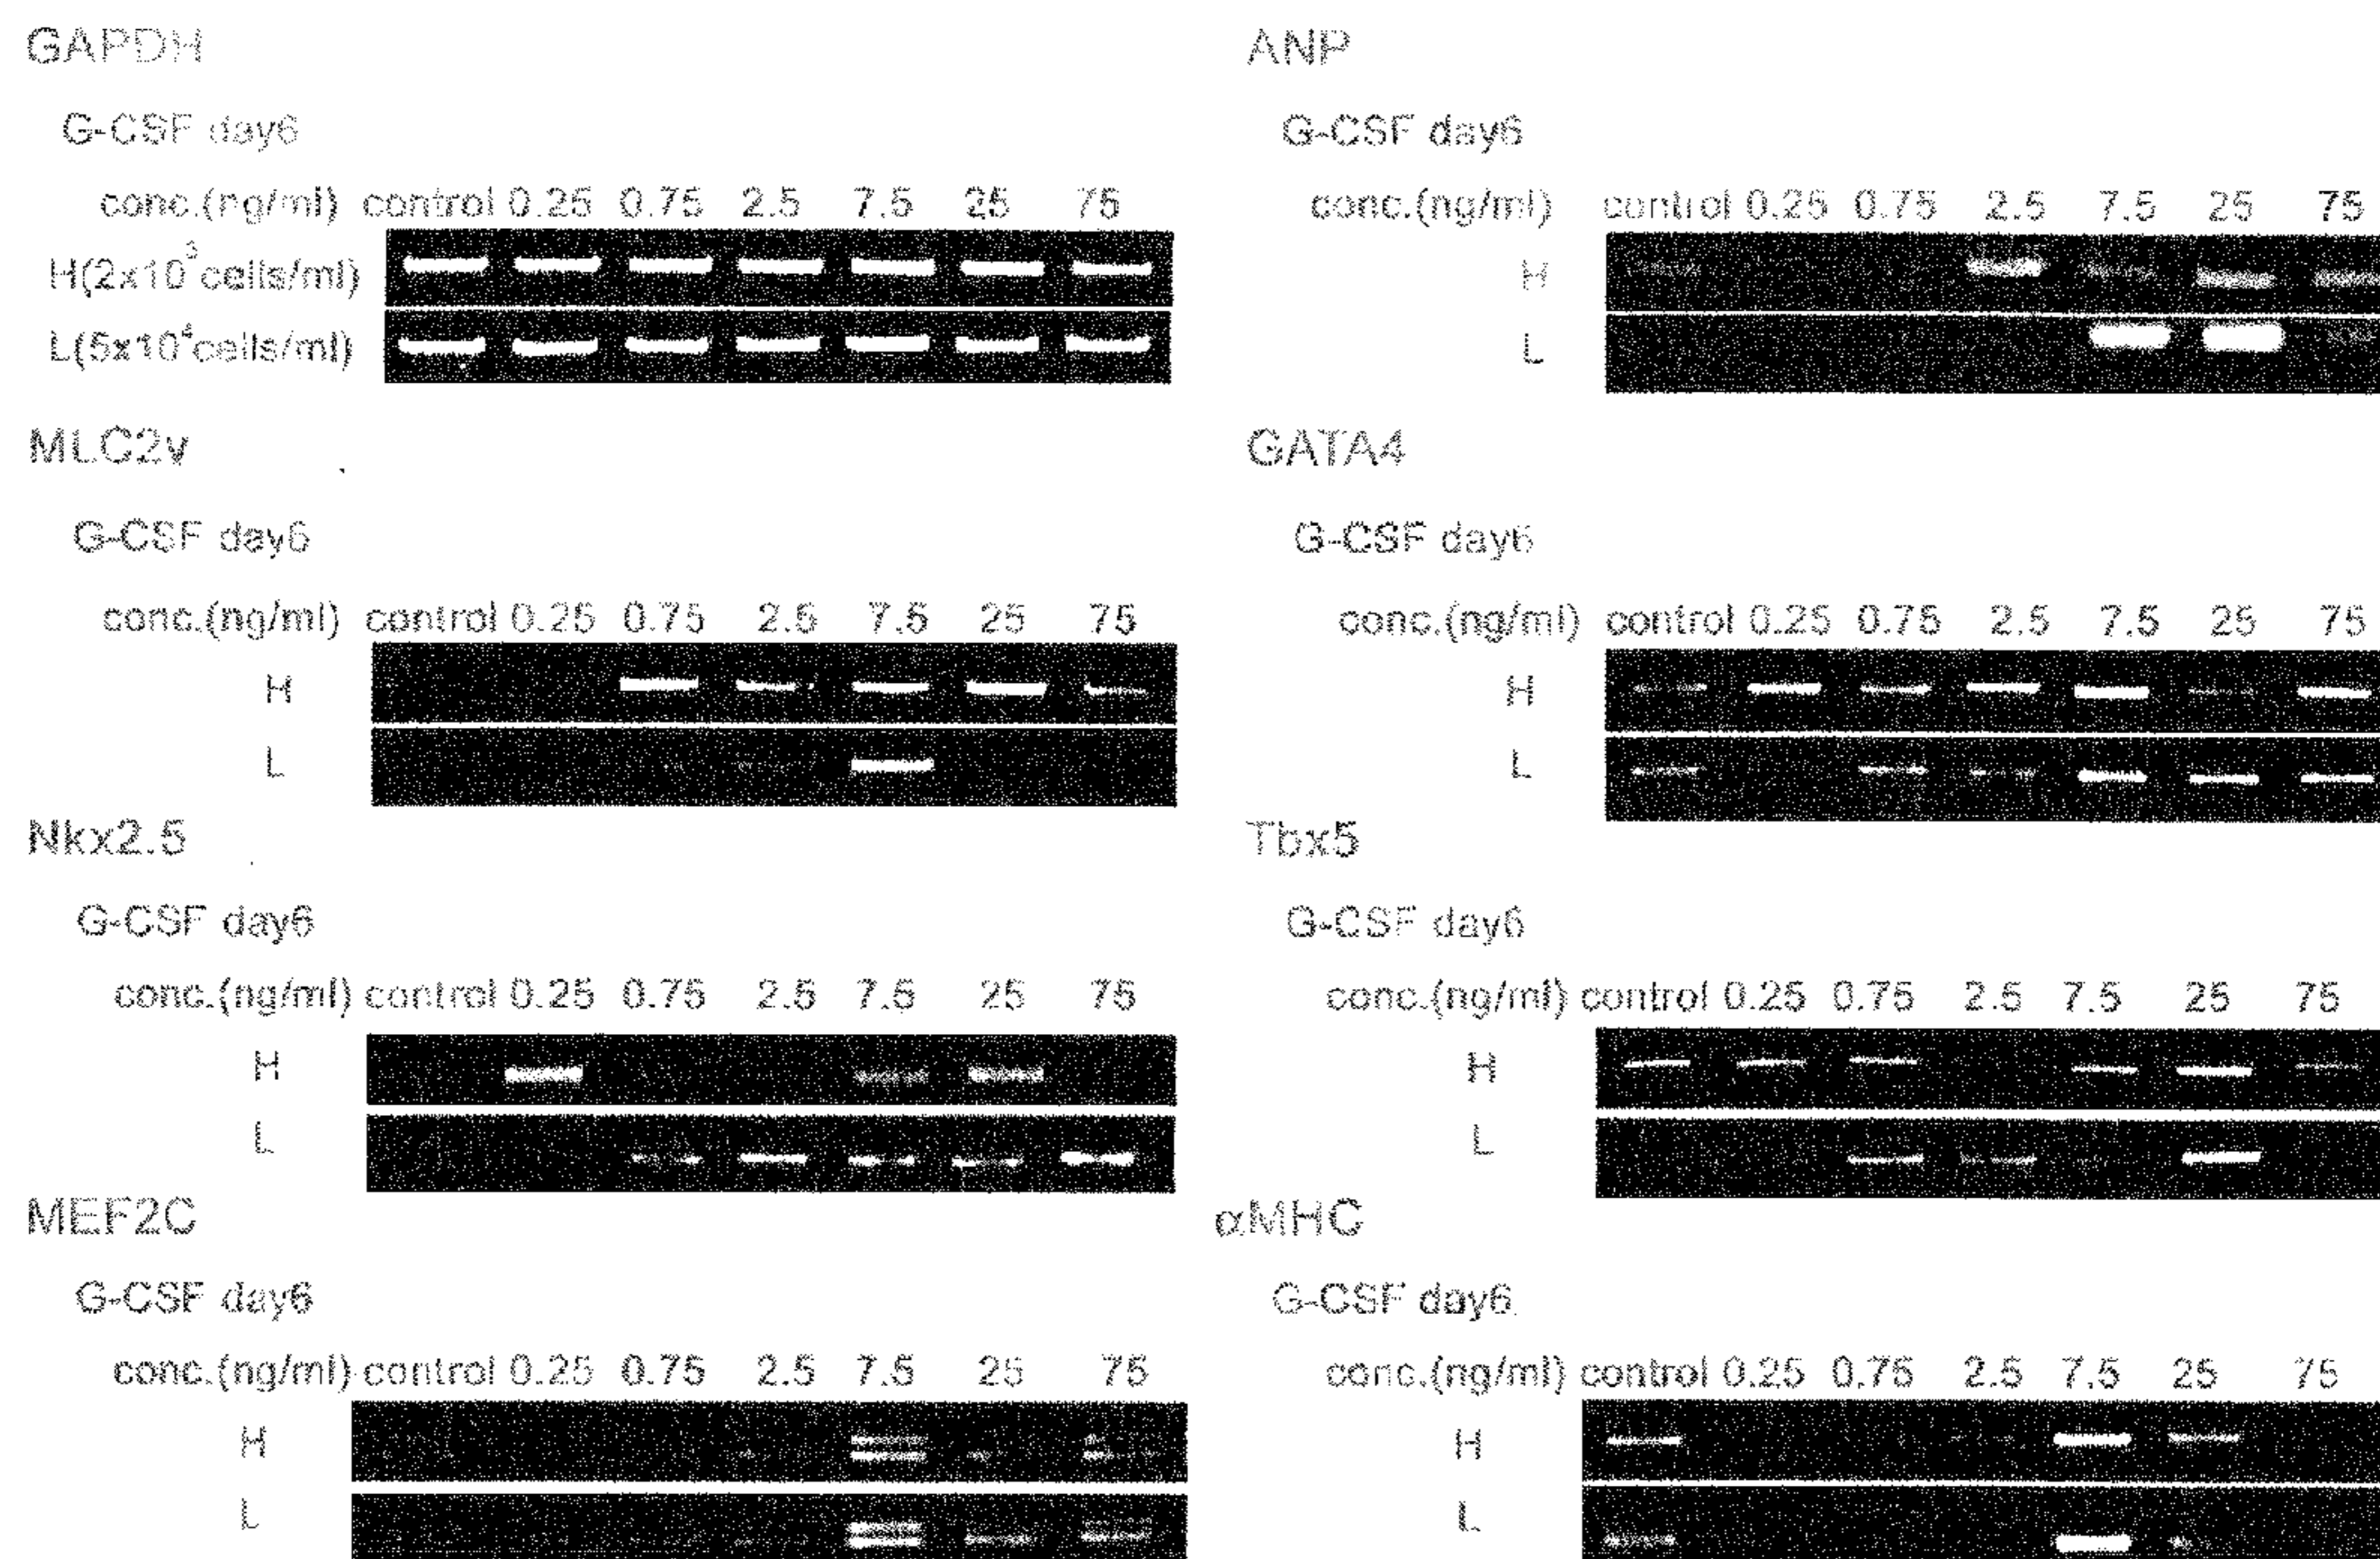 GAPDH
G-CSF day6
conc.(ng/ml) control 0.25 0.75 2.5 7.5 25 75
H(2x10³cells/ml)
L(5x10⁴cells/ml)
ANP
G-CSF day6
conc.(ng/ml) control 0.25 0.75 2.5 7.5 25 75
H
L
MLC2v
G-CSF day6
conc.(ng/ml) control 0.25 0.75 2.5 7.5 25 75
H
L
GATA4
G-CSF day6
conc.(ng/ml) control 0.25 0.75 2.5 7.5 25 75
H
L
Nkx2.5
G-CSF day6
conc.(ng/ml) control 0.25 0.75 2.5 7.5 25 75
H
L
Tbx5
G-CSF day6
conc.(ng/ml) control 0.25 0.75 2.5 7.5 25 75
H
L
MEF2C
G-CSF day6
conc.(ng/ml) control 0.25 0.75 2.5 7.5 25 75
H
L
αMHC
G-CSF day6
conc.(ng/ml) control 0.25 0.75 2.5 7.5 25 75
H
L